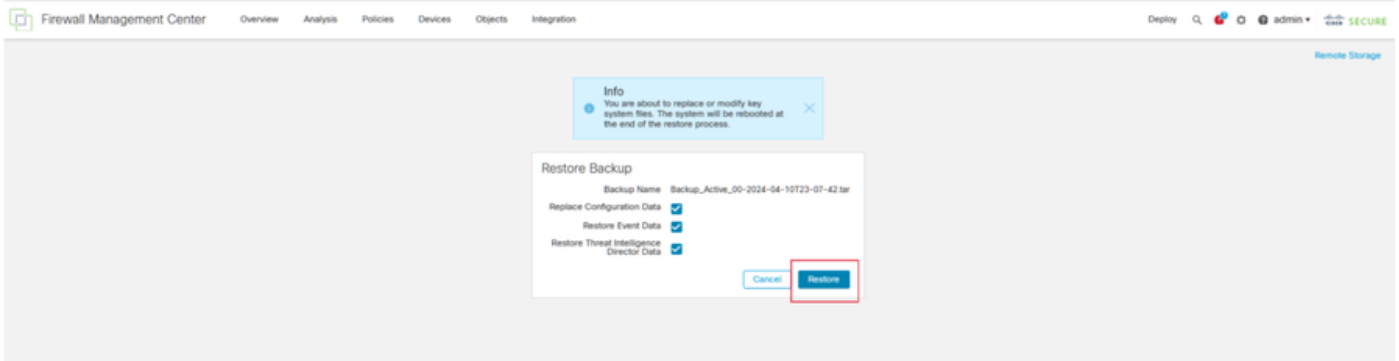 Firewall Management Center
Overview Analysis Policies Devices Objects Integration
Deploy admin SECURE
Remote Storage
Info
You are about to replace or modify key
system files. The system will be rebooted at
the end of the restore process.
Restore Backup
Backup Name Backup_Active_00-2024-04-10T23-07-42.tar
Replace Configuration Data
Restore Event Data
Restore Threat Intelligence
Director Data
Cancel Restore